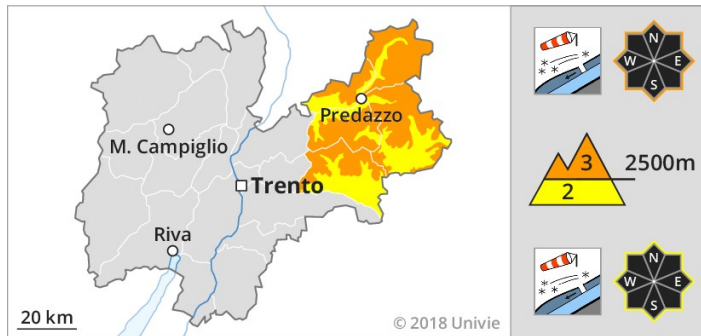 Predazzo
M. Campiglio
Trento
Riva
20 km
© 2018 Univie
N
W E
S
3 2500m
2
N
W E
S